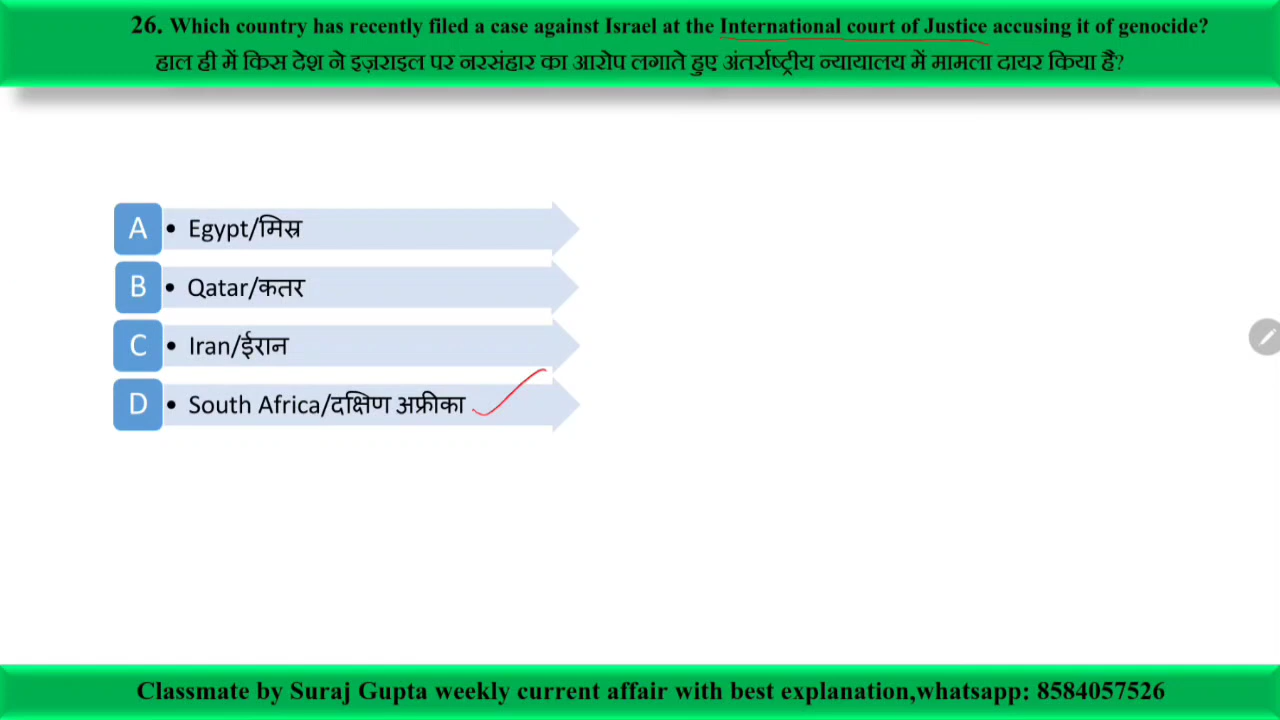 26. Which country has recently filed a case against Israel at the International court of Justice accusing it of genocide?
हाल ही में किस देश ने इज़राइल पर नरसंहार का आरोप लगाते हुए अंतर्राष्ट्रीय न्यायालय में मामला दायर किया है?
A • Egypt/मिस्र
B • Qatar/कतर
C • Iran/ईरान
D • South Africa/दक्षिण अफ्रीका
Classmate by Suraj Gupta weekly current affair with best explanation,whatsapp: 8584057526